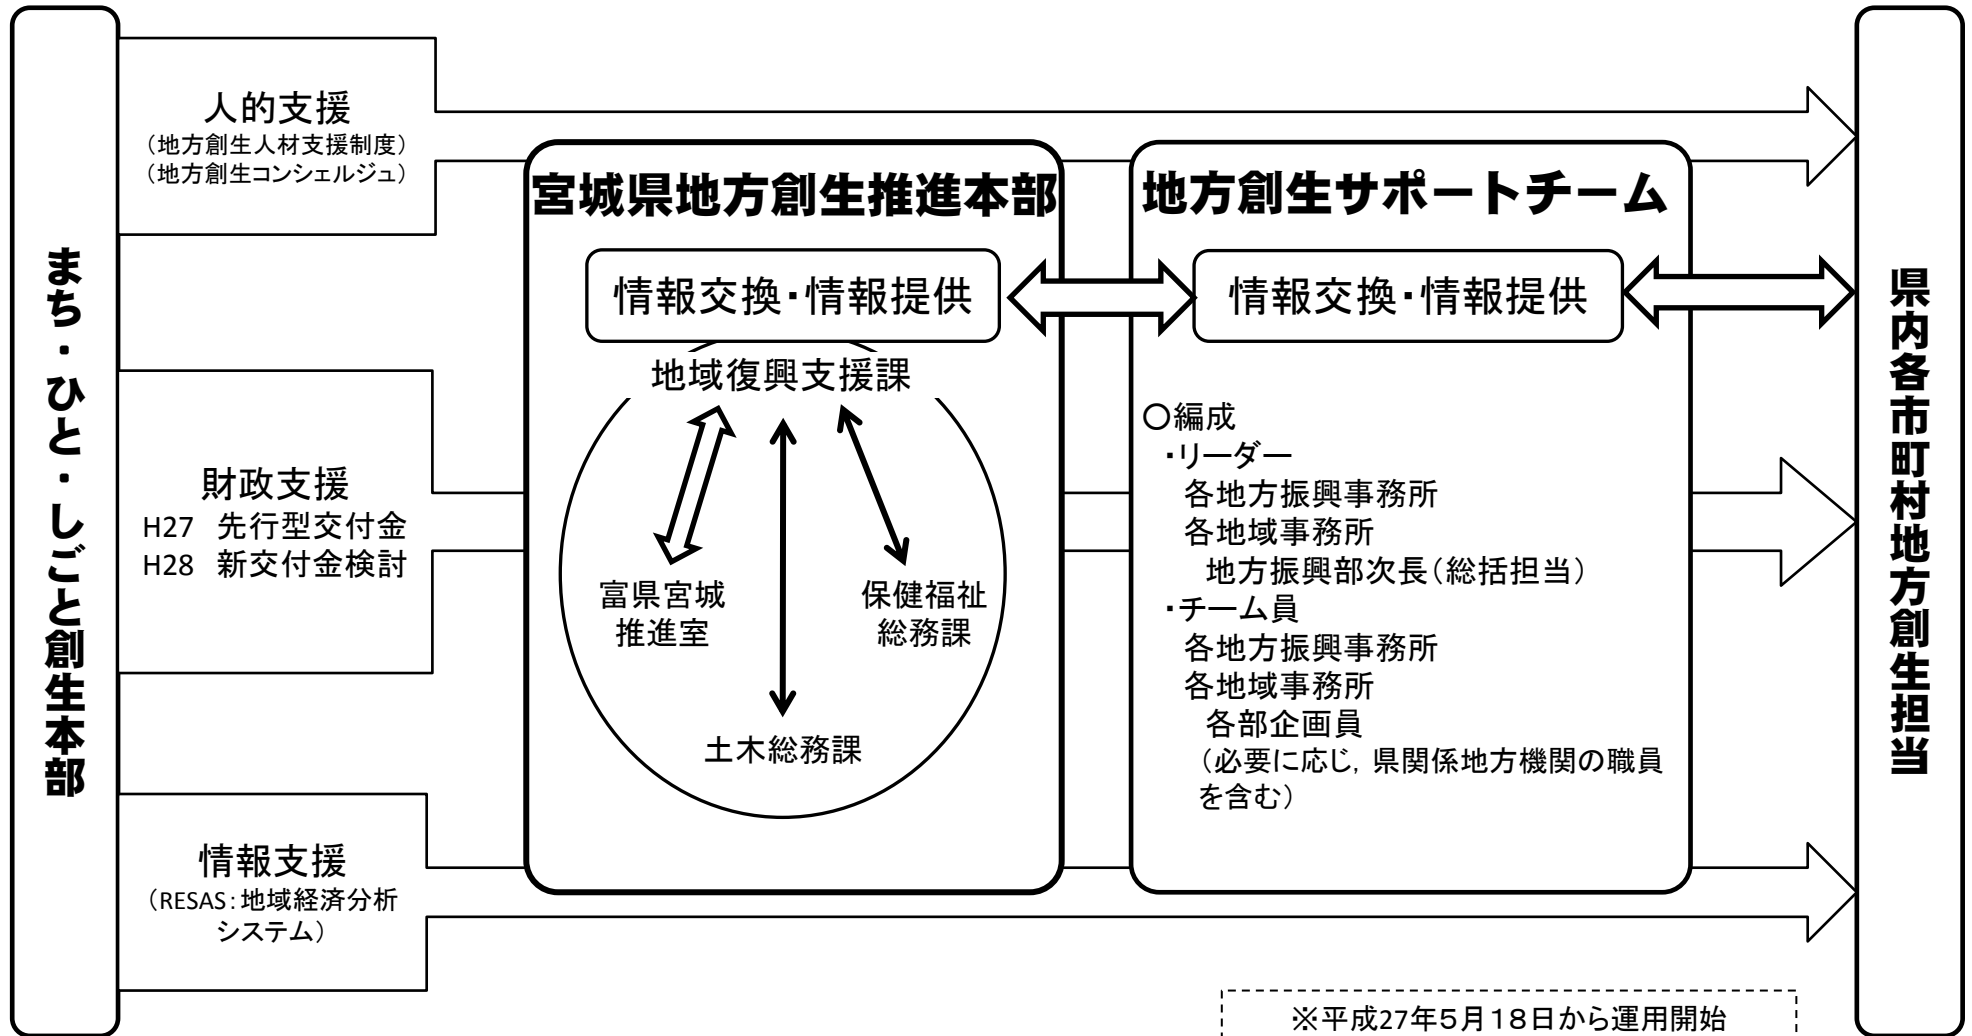 まち・ひと・しごと創生本部
人的支援
（地方創生人材支援制度）
（地方創生コンシェルジュ）
財政支援
H27　先行型交付金
H28　新交付金検討
情報支援
（RESAS：地域経済分析
システム）
宮城県地方創生推進本部
情報交換・情報提供
地域復興支援課
富県宮城
推進室
保健福祉
総務課
土木総務課
地方創生サポートチーム
情報交換・情報提供
○編成
・リーダー
各地方振興事務所
各地域事務所
地方振興部次長（総括担当）
・チーム員
各地方振興事務所
各地域事務所
各部企画員
（必要に応じ，県関係地方機関の職員
を含む）
県内各市町村地方創生担当
※平成27年５月１８日から運用開始